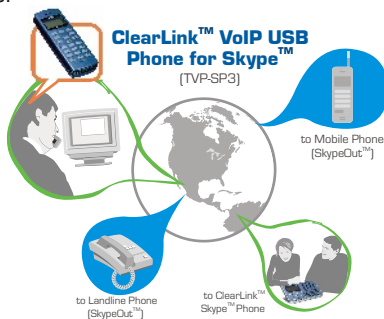 ClearLink™ VoIP USB
Phone for Skype™
(TVP-SP3)
to Mobile Phone
(SkypeOut™)
to Landline Phone
(SkypeOut™)
to ClearLink™
Skype™ Phone